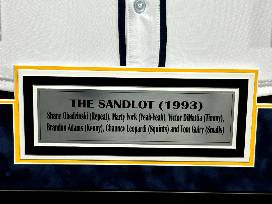 THE SANDLOT (1993)
Shane Obedzinski (Repeat), Marty York (Yeah-Yeah), Victor DiMattia (Timmy),
Brandon Adams (Kenny), Chauncey Leopardi (Squints) and Tom Guiry (Smalls)